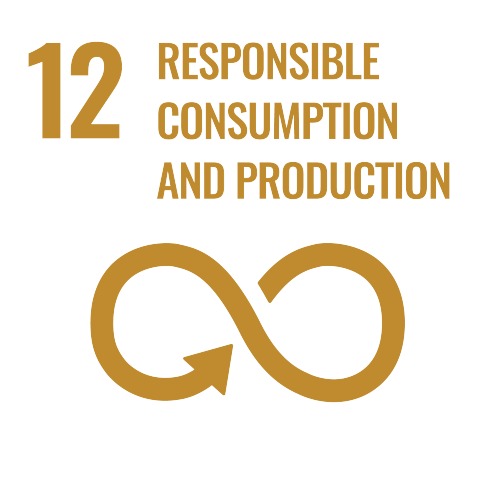 12
RESPONSIBLE
CONSUMPTION
AND PRODUCTION